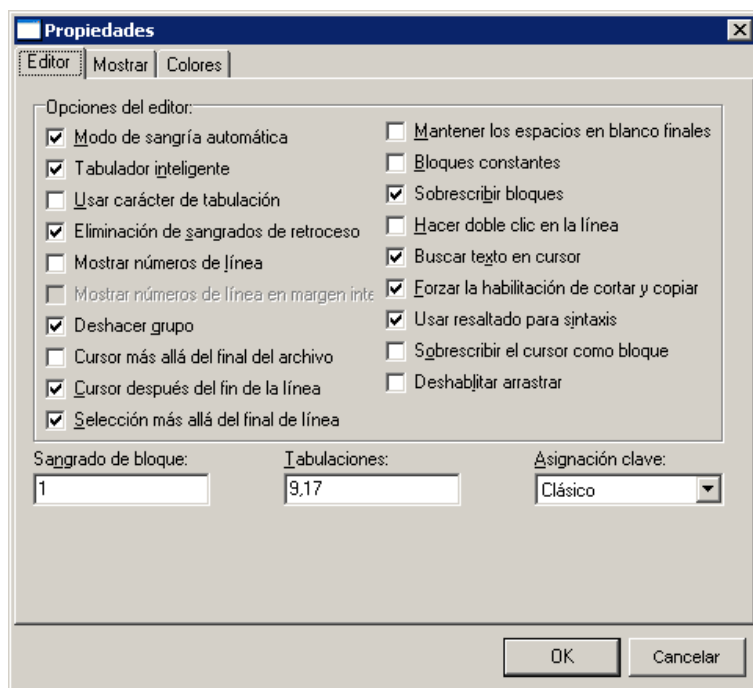 Propiedades
Editor
Mostrar
Colores
Opciones del editor:
Modo de sangría automática
Tabulador inteligente
Usar carácter de tabulación
Eliminación de sangrados de retroceso
Mostrar números de línea
Mostrar números de línea en margen inte
Deshacer grupo
Cursor más allá del final del archivo
Cursor después del fin de la línea
Selección más allá del final de línea
Mantener los espacios en blanco finales
Bloques constantes
Sobrescribir bloques
Hacer doble clic en la línea
Buscar texto en cursor
Forzar la habilitación de cortar y copiar
Usar resaltado para sintaxis
Sobrescribir el cursor como bloque
Deshablitar arrastrar
Sangrado de bloque:
1
Tabulaciones:
9,17
Asignación clave:
Clásico
OK
Cancelar